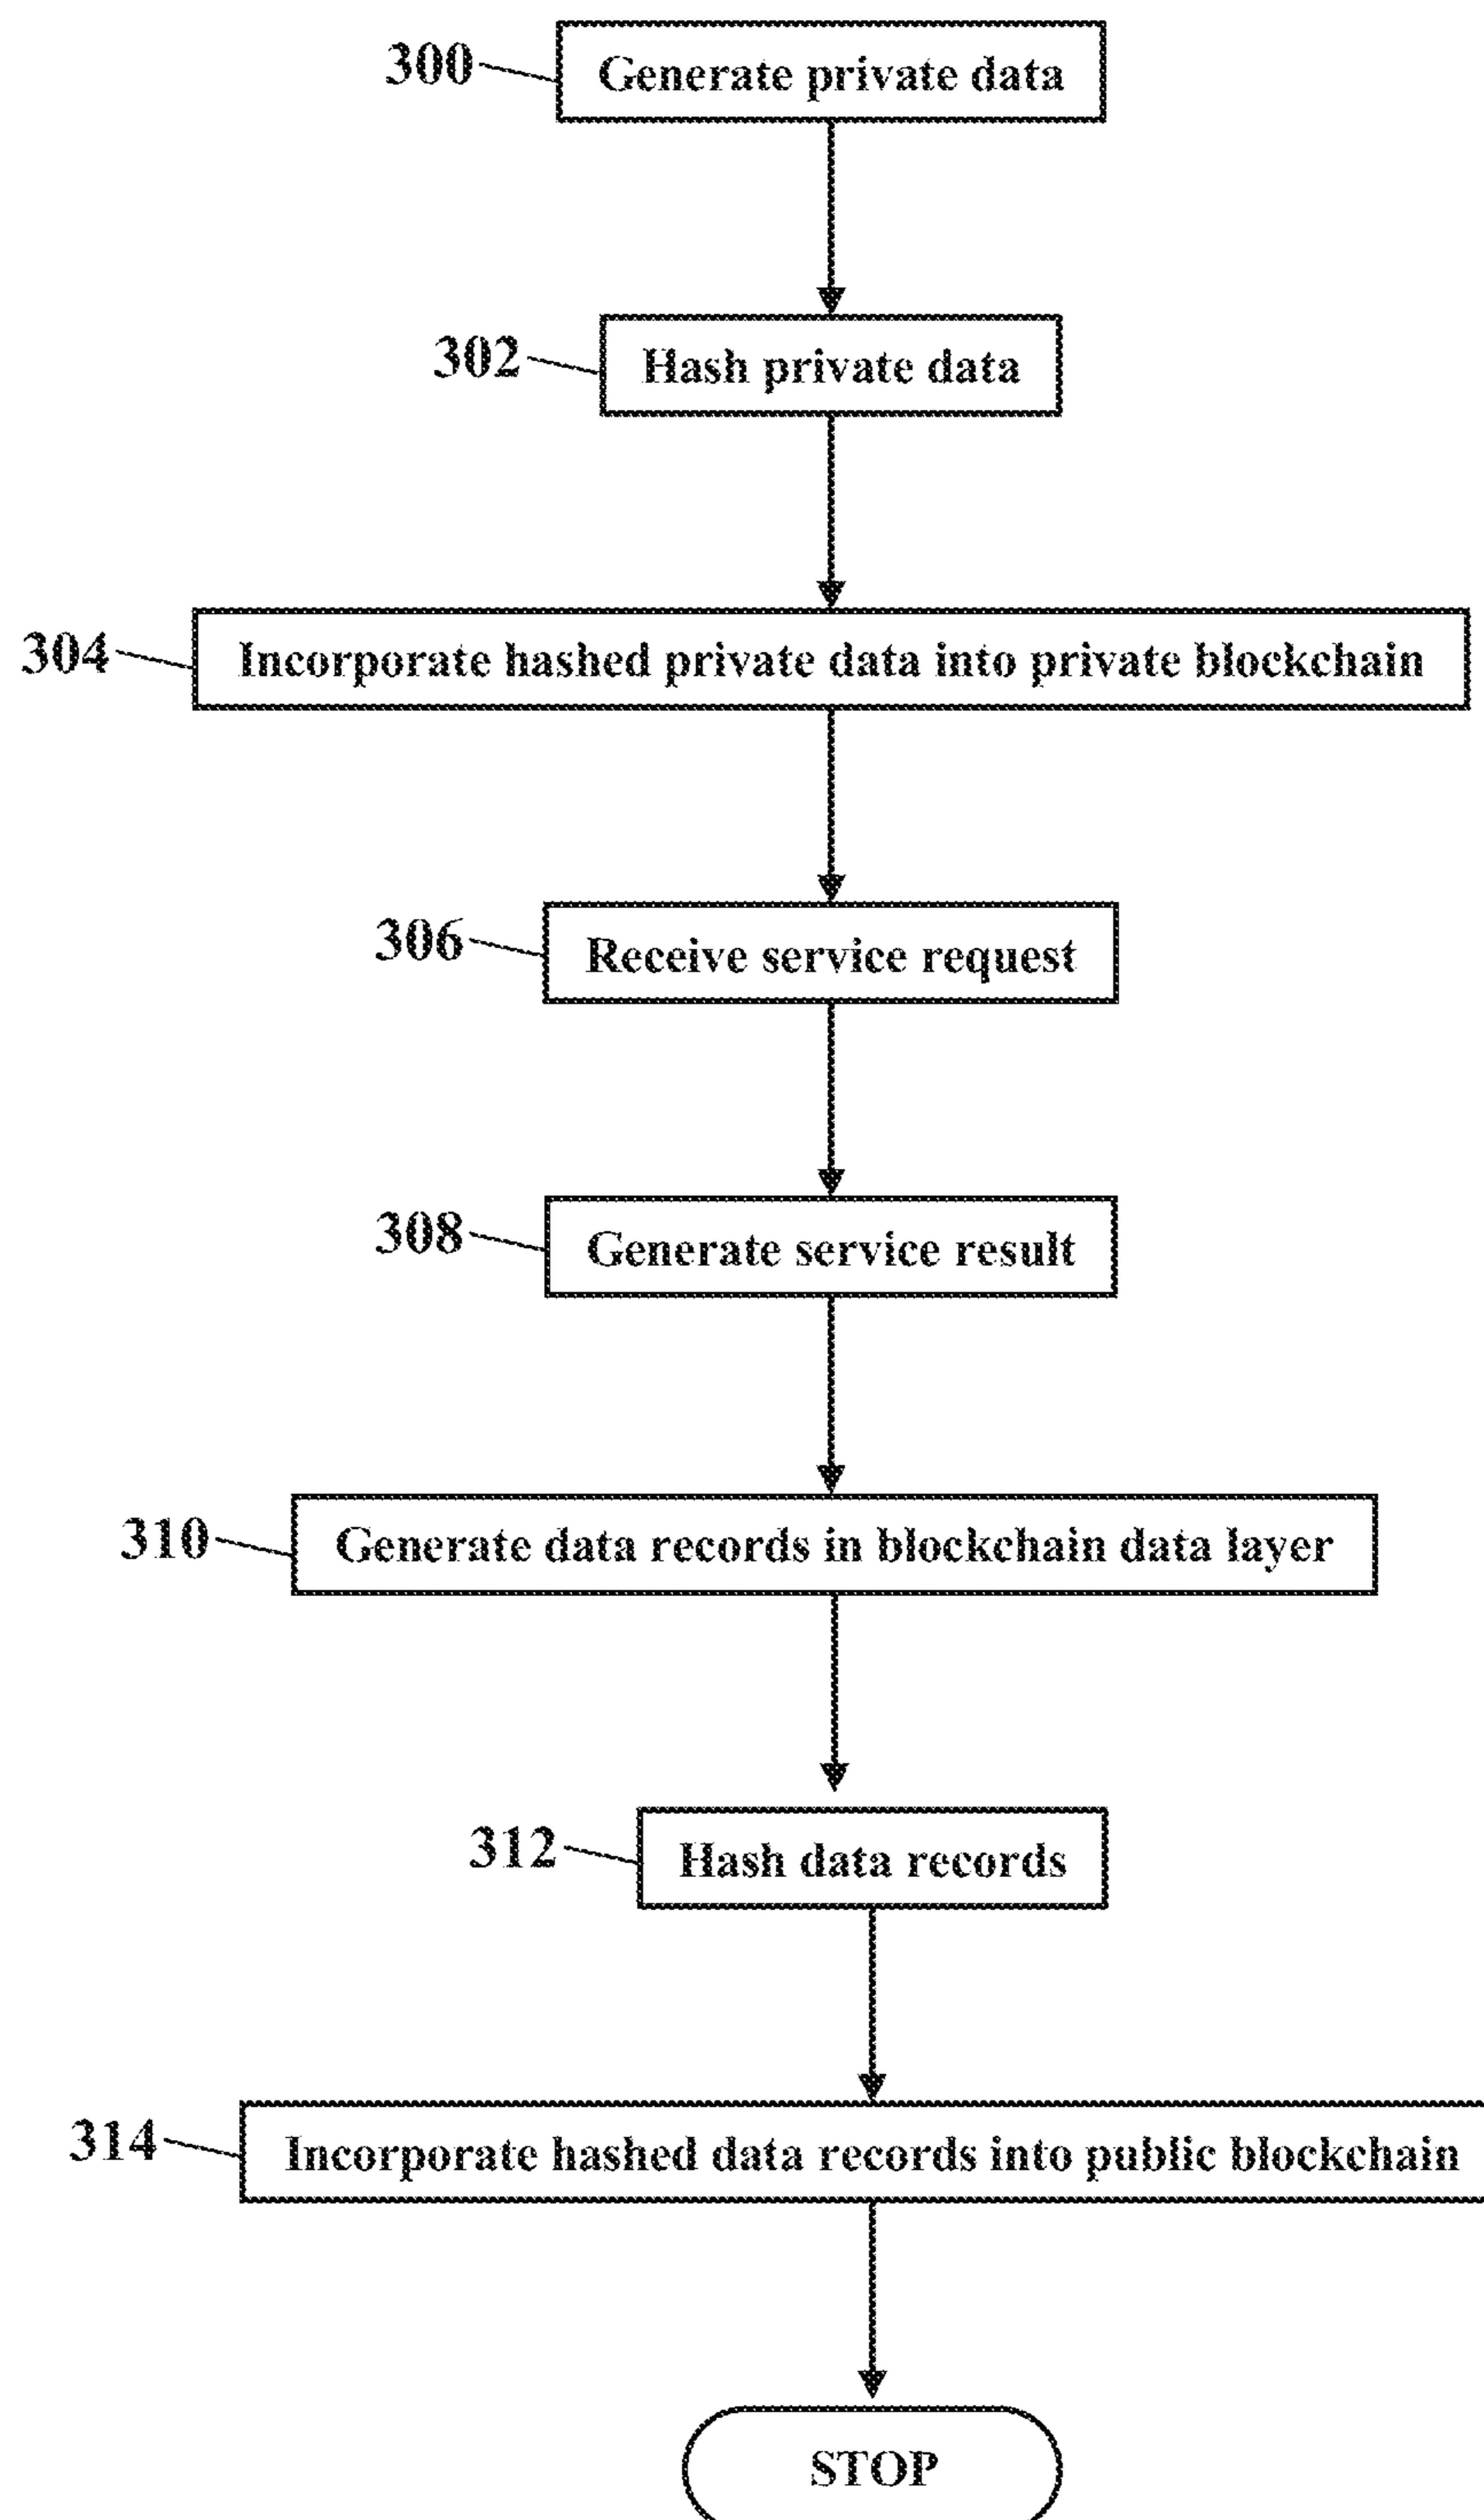 300 Generate private data
302 Hash private data
304 Incorporate hashed private data into private blockchain
306 Receive service request
308 Generate service result
310 Generate data records in blockchain data layer
312 Hash data records
314 Incorporate hashed data records into public blockchain
STOP